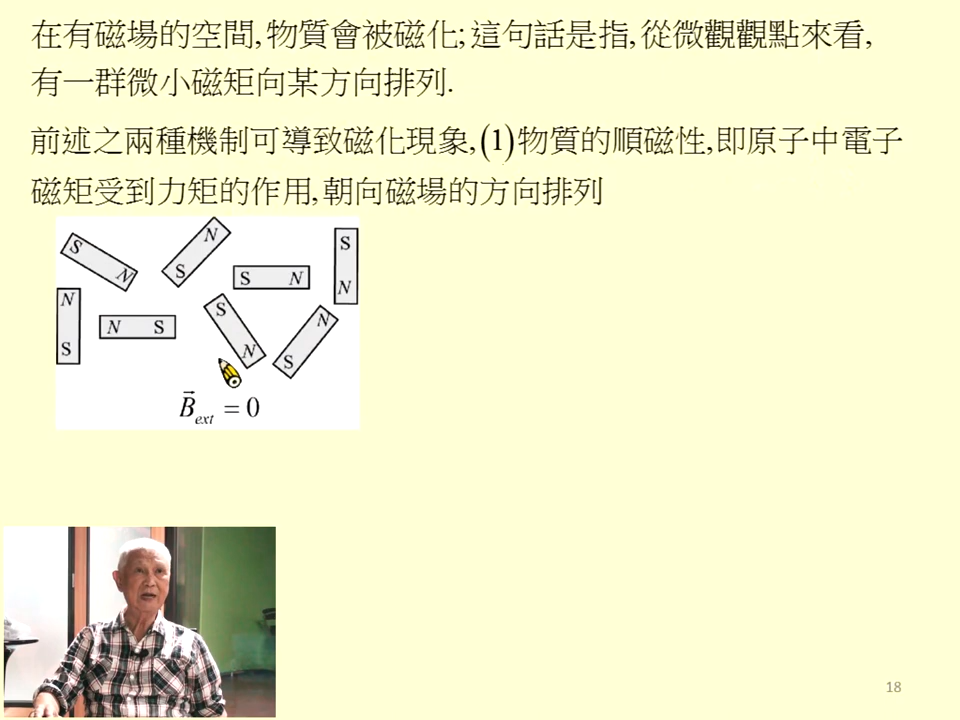 在有磁場的空間,物質會被磁化;這句話是指,從微觀觀點來看,
有一群微小磁矩向某方向排列.
前述之兩種機制可導致磁化現象,(1)物質的順磁性,即原子中電子
磁矩受到力矩的作用,朝向磁場的方向排列
S N
N S
S N
S N
N S
N S
S N
N S
B⃗ext = 0
18